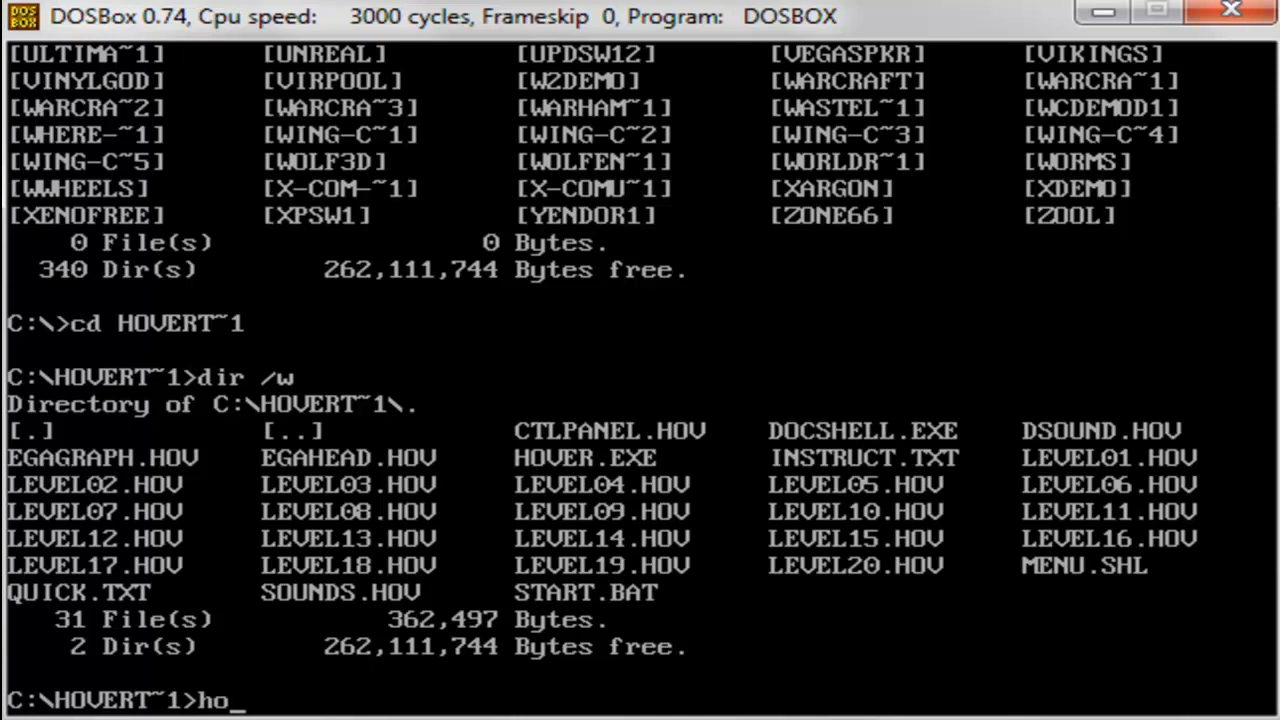 DOSBox 0.74, Cpu speed: 3000 cycles, Frameskip 0, Program: DOSBOX
[ULTIMA~1] [UNREAL] [UPDSW12] [VEGASPKR] [VIKINGS]
[VINYLGOD] [VIRPOOL] [W2DEMO] [WARCRAFT] [WARCRA~1]
[WARCRA~2] [WARCRA~3] [WARHAM~1] [WASTEL~1] [WCDEMOD1]
[WHERE-~1] [WING-C~1] [WING-C~2] [WING-C~3] [WING-C~4]
[WING-C~5] [WOLF3D] [WOLFEN~1] [WORLDR~1] [WORMS]
[WWHEELS] [X-COM-~1] [X-COMU~1] [XARGON] [XDEMO]
[XENOFREE] [XPSW1] [YENDOR1] [ZONE66] [ZOOL]
0 File(s) 0 Bytes.
340 Dir(s) 262,111,744 Bytes free.
C:\>cd HOVERT~1
C:\HOVERT~1>dir /w
Directory of C:\HOVERT~1\.
[.] [..] CTLPANEL.HOV DOCSHELL.EXE DSOUND.HOV
EGAGRAPH.HOV EGAHEAD.HOV HOVER.EXE INSTRUCT.TXT LEVEL01.HOV
LEVEL02.HOV LEVEL03.HOV LEVEL04.HOV LEVEL05.HOV LEVEL06.HOV
LEVEL07.HOV LEVEL08.HOV LEVEL09.HOV LEVEL10.HOV LEVEL11.HOV
LEVEL12.HOV LEVEL13.HOV LEVEL14.HOV LEVEL15.HOV LEVEL16.HOV
LEVEL17.HOV LEVEL18.HOV LEVEL19.HOV LEVEL20.HOV MENU.SHL
QUICK.TXT SOUNDS.HOV START.BAT
31 File(s) 362,497 Bytes.
2 Dir(s) 262,111,744 Bytes free.
C:\HOVERT~1>ho_